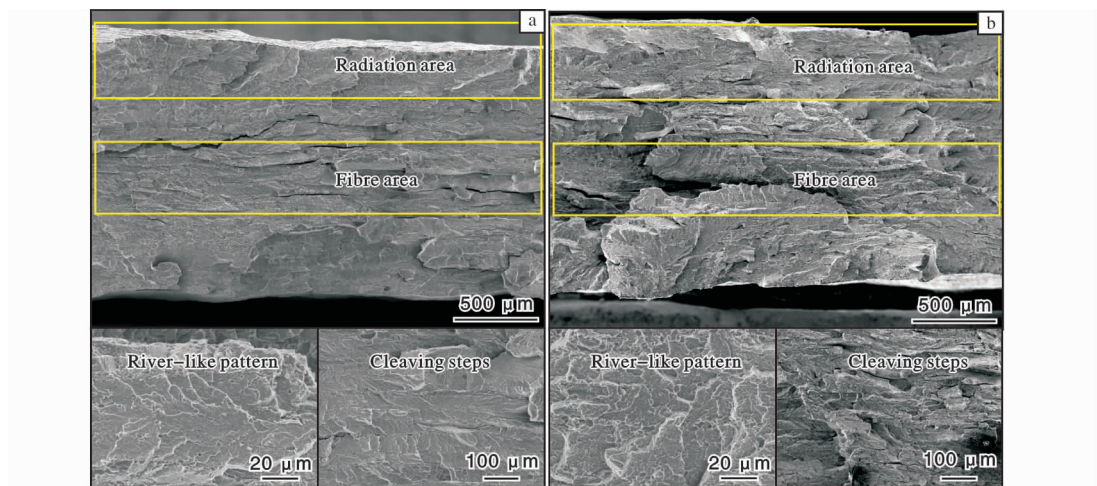 a
Radiation area
Fibre area
500 μm
River-like pattern
20 μm
Cleaving steps
100 μm
b
Radiation area
Fibre area
500 μm
River-like pattern
20 μm
Cleaving steps
100 μm